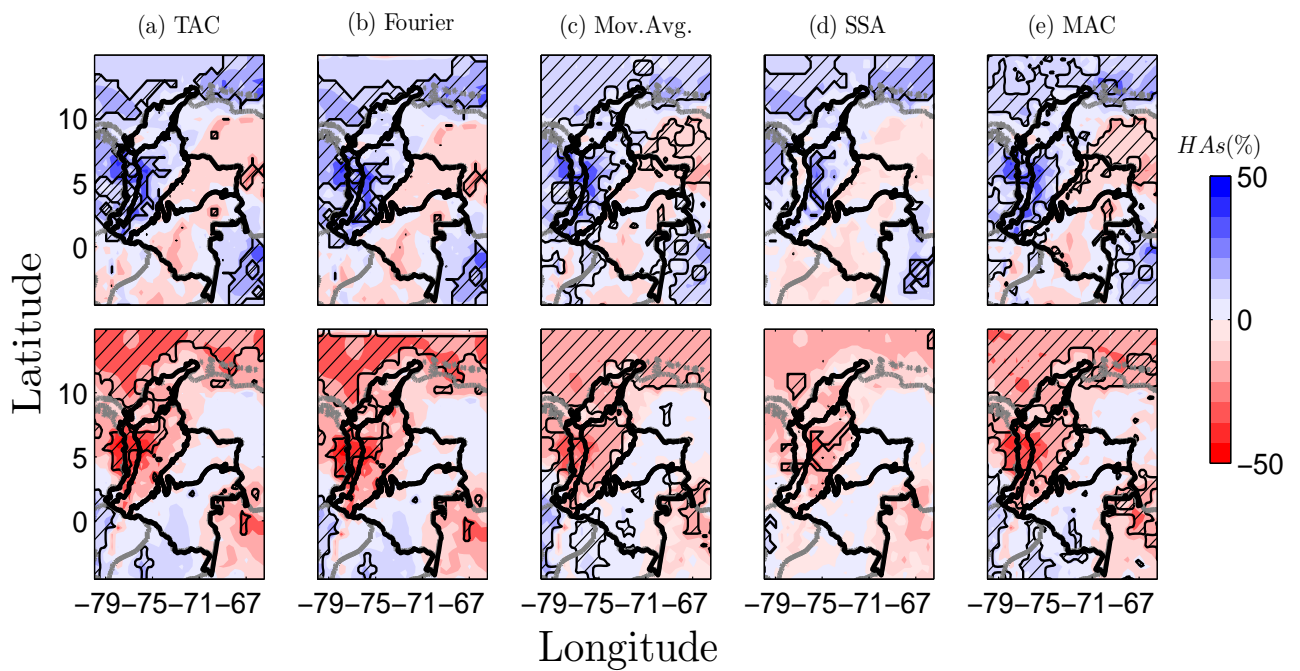 (a) TAC
(b) Fourier
(c) Mov.Avg.
(d) SSA
(e) MAC
10
5
0
HAs(%)
50
0
−50
Latitude
10
5
0
−79−75−71−67
−79−75−71−67
−79−75−71−67
−79−75−71−67
−79−75−71−67
Longitude